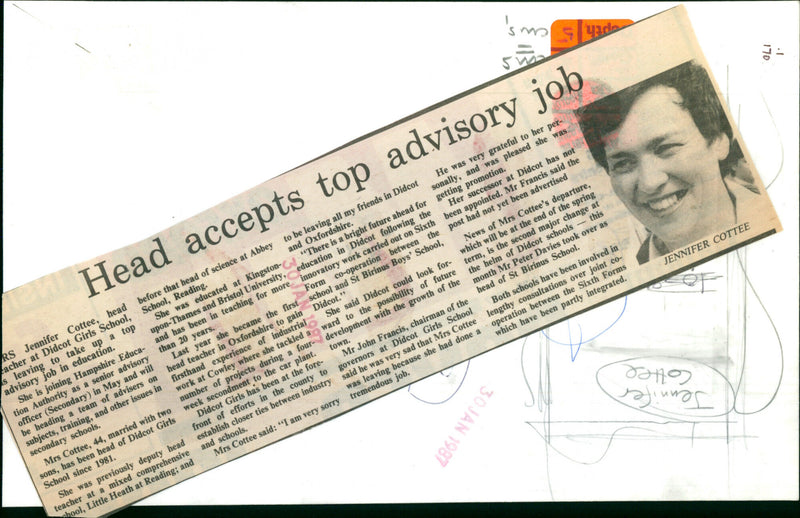 Head accepts top advisory job
RS Jennifer Cottee, head
eacher at Didcot Girls School,
is leaving to take up a top
advisory job in education.
She is joining Hampshire Educa-
tion Authority as a senior advisory
officer (Secondary) in May and will
be heading a team of advisers on
subjects, training, and other issues in
secondary schools.
Mrs Cottee, 44, married with two
sons, has been head of Didcot Girls
School since 1981.
She was previously deputy head
teacher at a mixed comprehensive
school, Little Heath at Reading; and
before that head of science at Abbey
School, Reading.
She was educated at Kingston-
upon-Thames and Bristol University
and has been in teaching for more
than 20 years.
Last year she became the first
head teacher in Oxfordshire to gain
firsthand experience of industrial
work at Cowley where she tackled a
number of projects during a four-
week secondment to the car plant.
Didcot Girls has been at the fore-
front of efforts in the county to
establish closer ties between industry
and schools.
Mrs Cottee said: "I am very sorry
to be leaving all my friends in Didcot
and Oxfordshire.
"There is a bright future ahead for
education in Didcot following the
innovatory work carried out on Sixth
Form co-operation between the
school and St Birinus Boys' School,
Didcot."
She said Didcot could look for-
ward to the possibility of future
development with the growth of the
town.
Mr John Francis, chairman of the
governors at Didcot Girls School
said he was very sad that Mrs Cottee
was leaving because she had done a
tremendous job.
He was very grateful to her per-
sonally, and was pleased she was
getting promotion.
Her successor at Didcot has not
been appointed. Mr Francis said the
post had not yet been advertised
News of Mrs Cottee's departure,
which will be at the end of the spring
term, is the second major change at
the helm of Didcot schools — this
month Mr Peter Davies took over as
head of St Birinus School.
Both schools have been involved in
lengthy consultations over joint co-
operation between the Sixth Forms
which have been partly integrated.
JENNIFER COTTEE
30 JAN 1987
30 JAN 1987
Jennifer
Cottee
cms
cm's
170